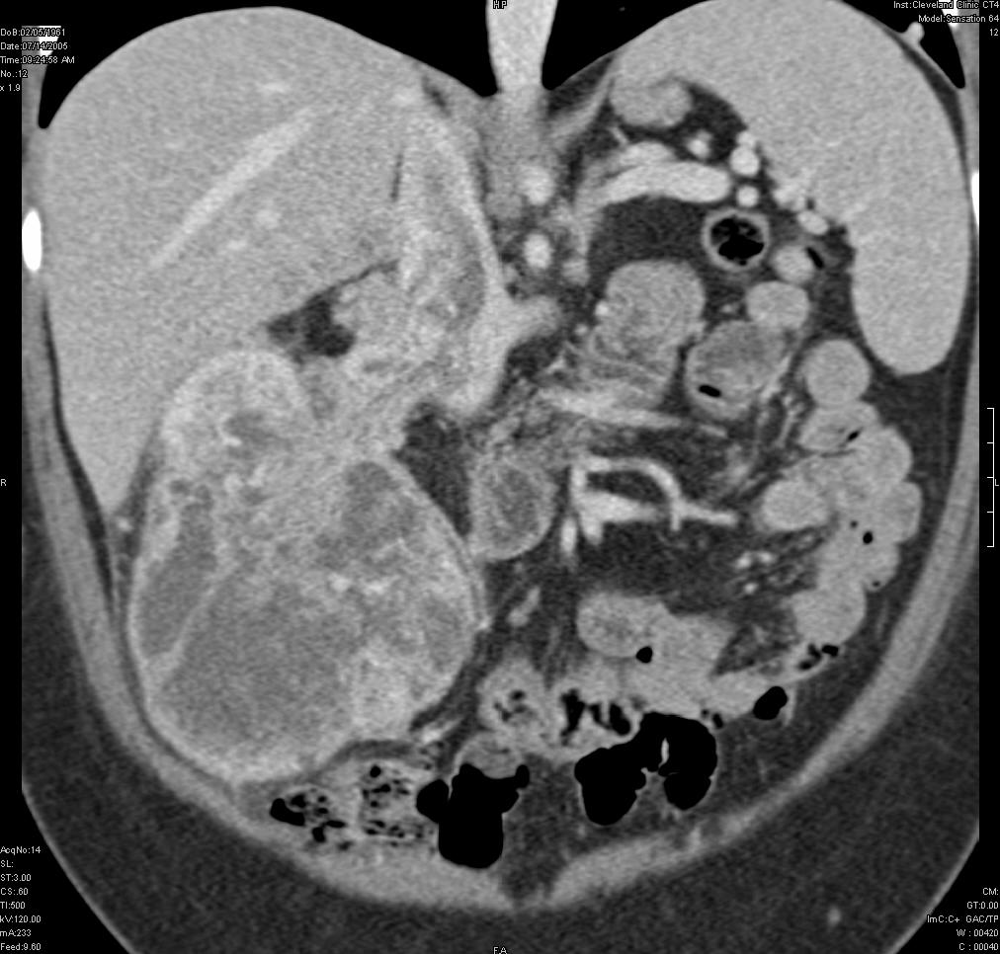 H P
Inst:Cleveland Clinic CT4
Model:Sensation 64
12
DoB:02/05/1961
Date:07/14/2005
Time:09:24:58 AM
No.:12
x 1.9
R
L
AcqNo:14
SL:
ST:3.00
CS:.60
TI:500
kV:120.00
mA:233
Feed:9.60
F A
CM:
GT:0.00
ImC:C+ GAC/TP
W : 00420
C : 00040